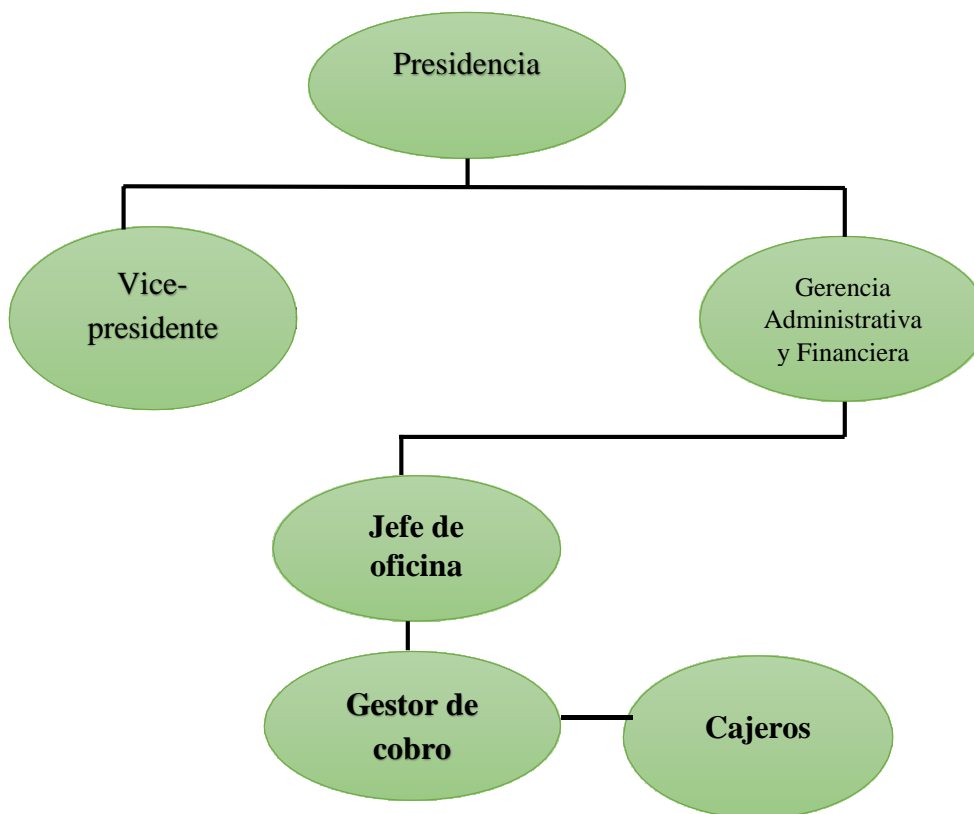 Presidencia
Vice-
presidente
Gerencia
Administrativa
y Financiera
Jefe de
oficina
Gestor de
cobro
Cajeros